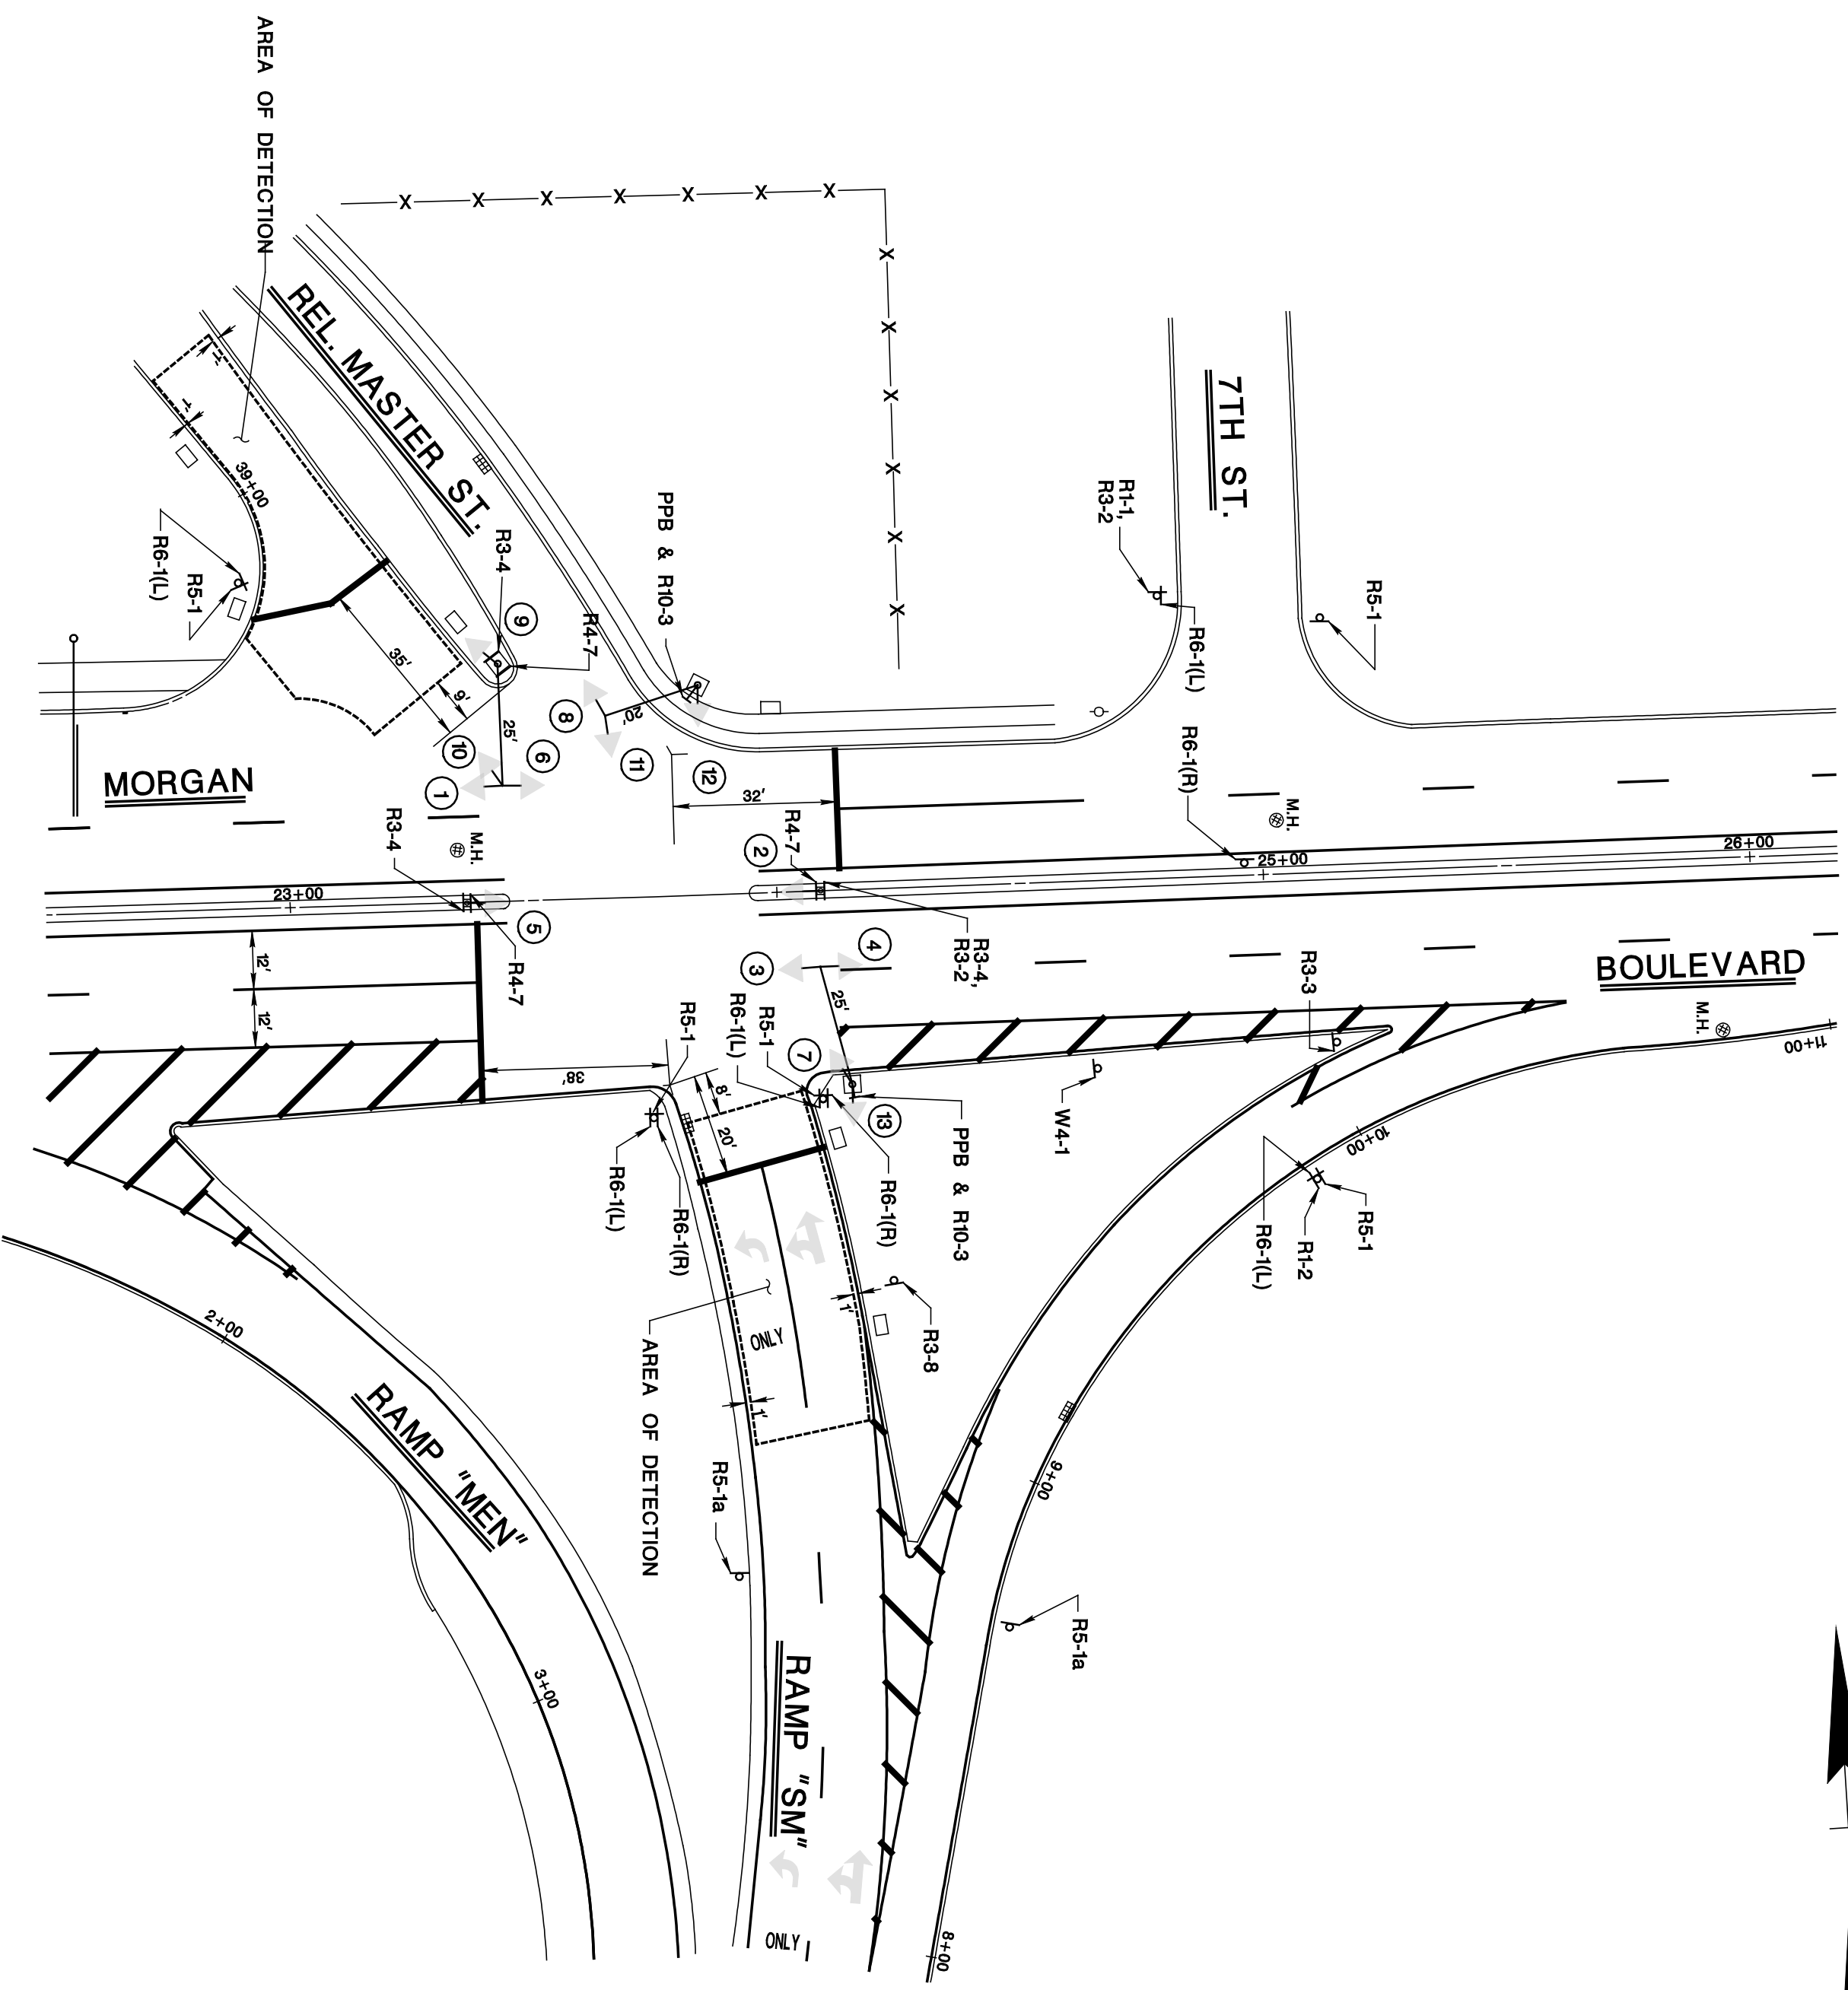 AREA OF DETECTION
REL. MASTER ST.
7TH ST.
R1-1,
R3-2
R5-1
R6-1(L)
PPB & R10-3
R3-4
R4-7
1'
1'
39+00
R6-1(L)
R5-1
35'
9'
25'
20'
9
8
10
6
11
12
1
MORGAN
32'
R6-1(R)
M.H.
R3-4
M.H.
2
R4-7
25+00
26+00
23+00
5
R4-7
4
3
R3-4,
R3-2
R3-3
BOULEVARD
12'
12'
25'
R5-1
R6-1(L)
R5-1
7
M.H.
11+00
38'
8'
20'
13
W4-1
10+00
PPB & R10-3
R6-1(L)
R6-1(R)
R6-1(R)
R6-1(L)
R1-2
R5-1
2+00
1'
ONLY
R3-8
AREA OF DETECTION
1'
RAMP "MEN"
R5-1a
9+00
R5-1a
3+00
RAMP "SM"
ONLY
8+00